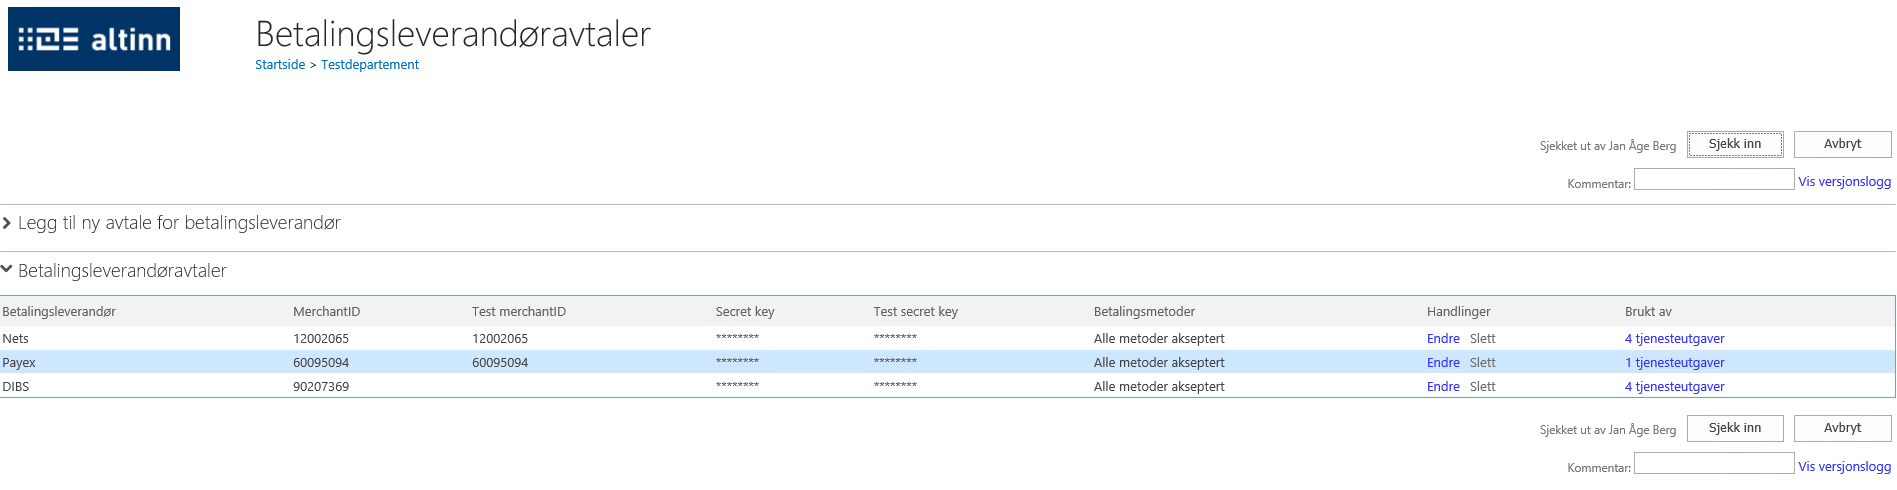 altinn
Betalingsleverandøravtaler
Startside > Testdepartement
Sjekket ut av Jan Åge Berg Sjekk inn Avbryt
Kommentar: Vis versjonslogg
Legg til ny avtale for betalingsleverandør
Betalingsleverandøravtaler
Betalingsleverandør MerchantID Test merchantID Secret key Test secret key Betalingsmetoder Handlinger Brukt av
Nets 12002065 12002065 ******** ******** Alle metoder akseptert Endre Slett 4 tjenesteutgaver
Payex 60095094 60095094 ******** ******** Alle metoder akseptert Endre Slett 1 tjenesteutgaver
DIBS 90207369 ******** ******** Alle metoder akseptert Endre Slett 4 tjenesteutgaver
Sjekket ut av Jan Åge Berg Sjekk inn Avbryt
Kommentar: Vis versjonslogg